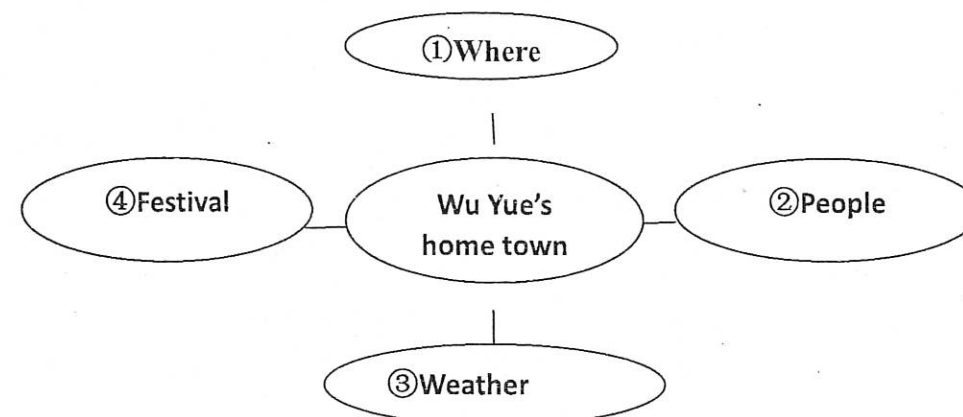 ①Where
④Festival
Wu Yue's
home town
②People
③Weather